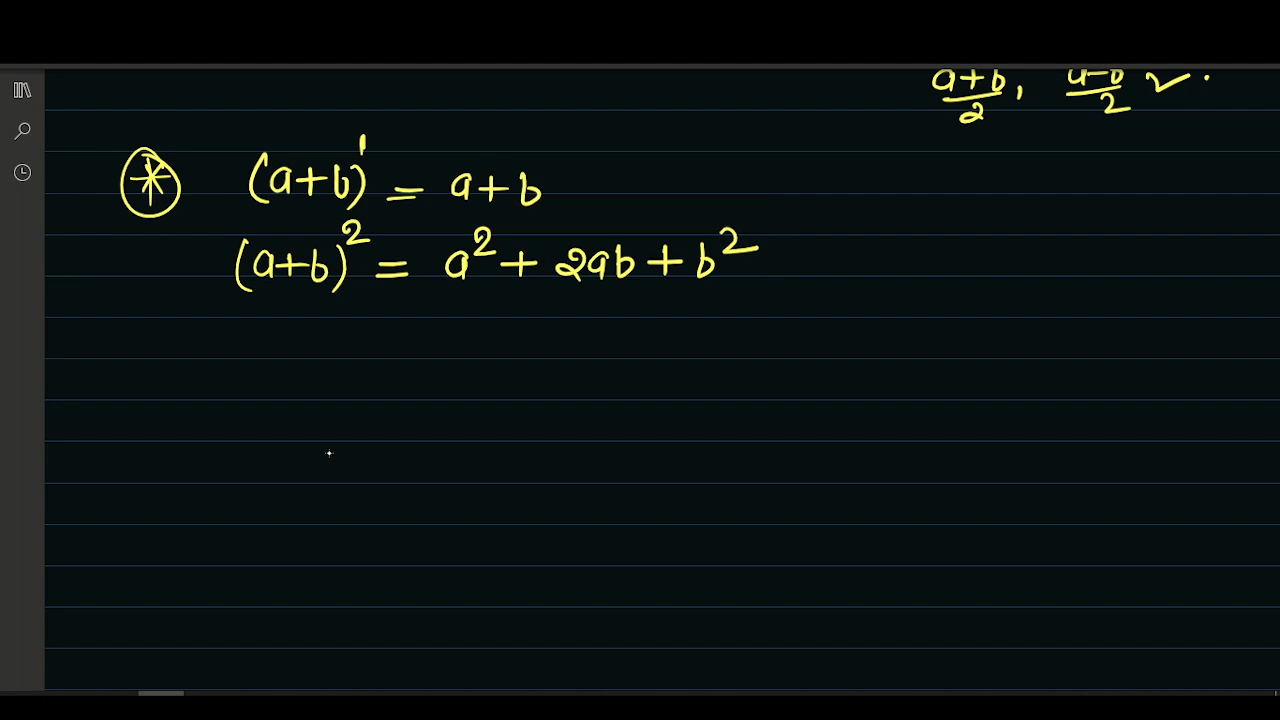 a+b/2, a-b/2 ✓.
(a+b)¹ = a+b
(a+b)² = a² + 2ab + b²